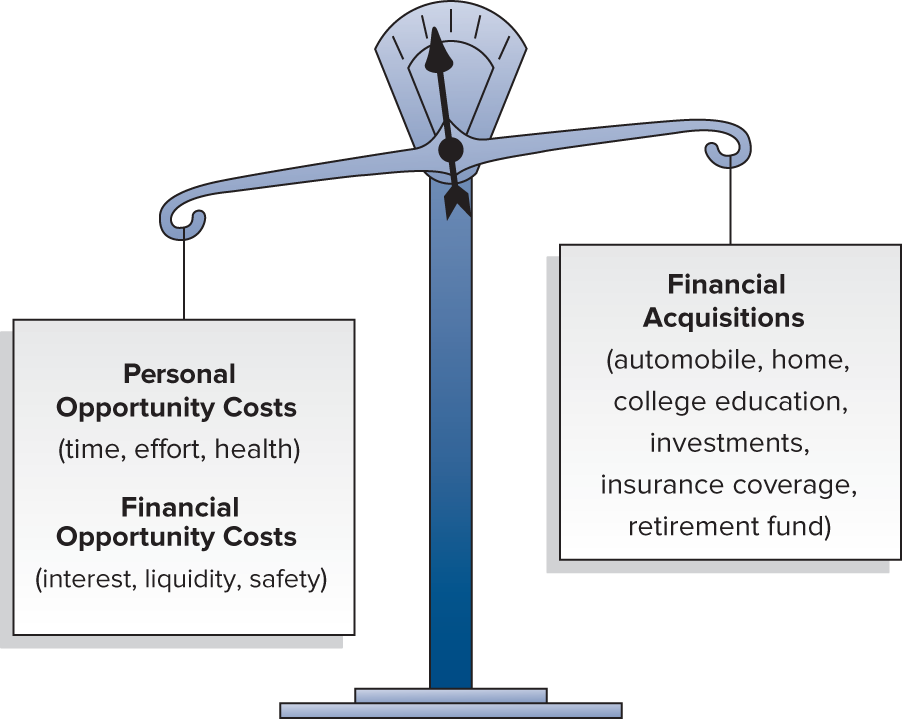 Personal
Opportunity Costs
(time, effort, health)
Financial
Opportunity Costs
(interest, liquidity, safety)
Financial
Acquisitions
(automobile, home,
college education,
investments,
insurance coverage,
retirement fund)